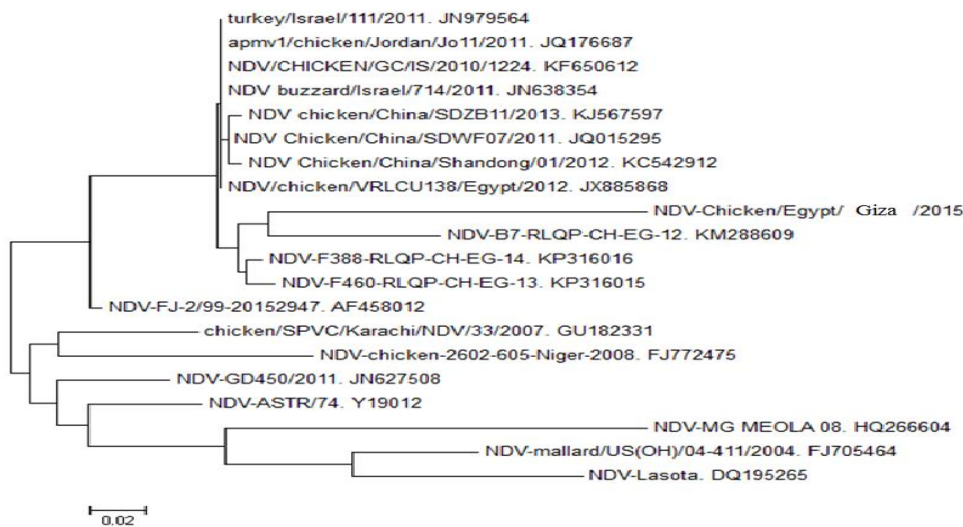 turkey/Israel/111/2011. JN979564
apmv1/chicken/Jordan/Jo11/2011. JQ176687
NDV/CHICKEN/GC/IS/2010/1224. KF650612
NDV buzzard/Israel/714/2011. JN638354
NDV chicken/China/SDZB11/2013. KJ567597
NDV Chicken/China/SDWF07/2011. JQ015295
NDV Chicken/China/Shandong/01/2012. KC542912
NDV/chicken/VRLCU138/Egypt/2012. JX885868
NDV-Chicken/Egypt/ Giza /2015
NDV-B7-RLQP-CH-EG-12. KM288609
NDV-F388-RLQP-CH-EG-14. KP316016
NDV-F460-RLQP-CH-EG-13. KP316015
NDV-FJ-2/99-20152947. AF458012
chicken/SPVC/Karachi/NDV/33/2007. GU182331
NDV-chicken-2602-605-Niger-2008. FJ772475
NDV-GD450/2011. JN627508
NDV-ASTR/74. Y19012
NDV-MG MEOLA 08. HQ266604
NDV-mallard/US(OH)/04-411/2004. FJ705464
NDV-Lasota. DQ195265
0.02